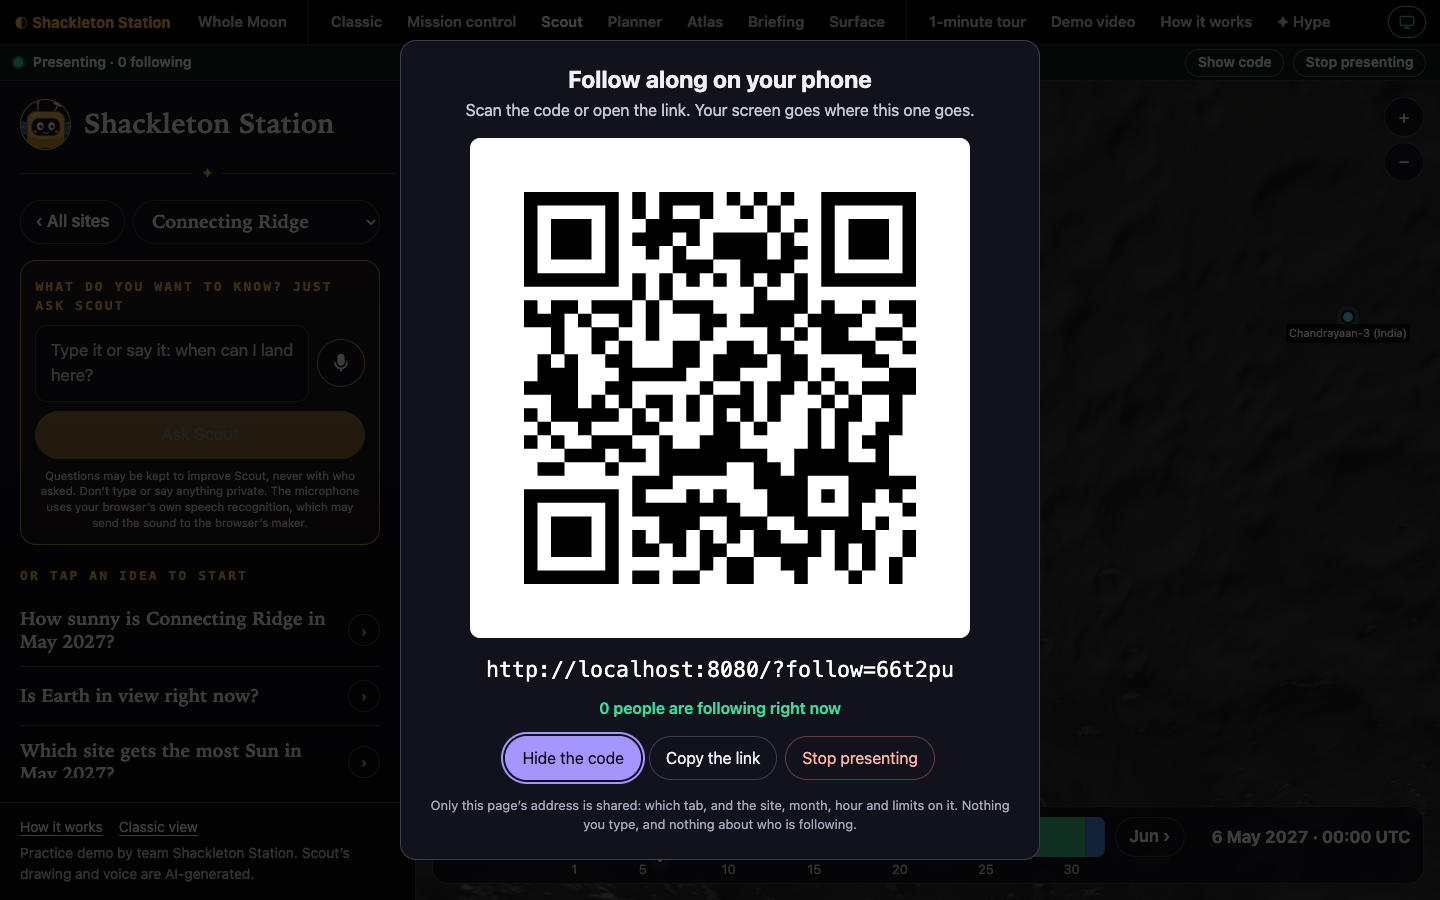 Shackleton Station
Whole Moon
Classic
Mission control
Scout
Planner
Atlas
Briefing
Surface
1-minute tour
Demo video
How it works
✦ Hype
Presenting · 0 following
Show code
Stop presenting
Shackleton Station
‹ All sites
Connecting Ridge
WHAT DO YOU WANT TO KNOW? JUST
ASK SCOUT
Type it or say it: when can I land
here?
Ask Scout
Questions may be kept to improve Scout, never with who
asked. Don't type or say anything private. The microphone
uses your browser's own speech recognition, which may
send the sound to the browser's maker.
OR TAP AN IDEA TO START
How sunny is Connecting Ridge in
May 2027?
Is Earth in view right now?
Which site gets the most Sun in
May 2027?
How it works
Classic view
Practice demo by team Shackleton Station. Scout's
drawing and voice are AI-generated.
Follow along on your phone
Scan the code or open the link. Your screen goes where this one goes.
http://localhost:8080/?follow=66t2pu
0 people are following right now
Hide the code
Copy the link
Stop presenting
Only this page's address is shared: which tab, and the site, month, hour and limits on it. Nothing
you type, and nothing about who is following.
+
−
Chandrayaan-3 (India)
Jun ›
6 May 2027 · 00:00 UTC
1 5 10 15 20 25 30